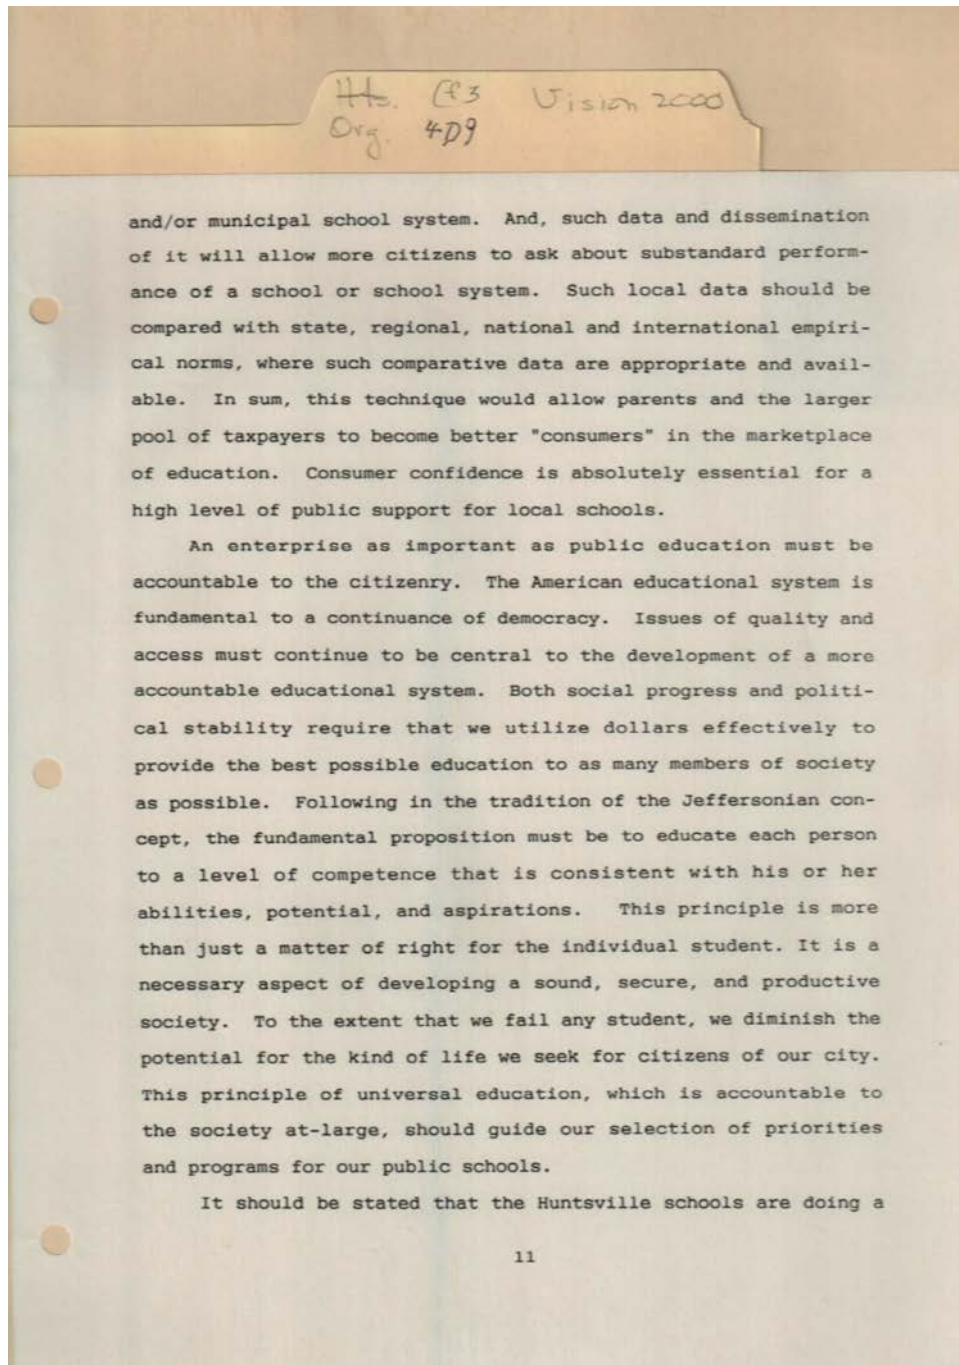 Hts. Cf3 Vision 2000
Org. 4D9
and/or municipal school system. And, such data and dissemination
of it will allow more citizens to ask about substandard perform-
ance of a school or school system. Such local data should be
compared with state, regional, national and international empiri-
cal norms, where such comparative data are appropriate and avail-
able. In sum, this technique would allow parents and the larger
pool of taxpayers to become better "consumers" in the marketplace
of education. Consumer confidence is absolutely essential for a
high level of public support for local schools.
An enterprise as important as public education must be
accountable to the citizenry. The American educational system is
fundamental to a continuance of democracy. Issues of quality and
access must continue to be central to the development of a more
accountable educational system. Both social progress and politi-
cal stability require that we utilize dollars effectively to
provide the best possible education to as many members of society
as possible. Following in the tradition of the Jeffersonian con-
cept, the fundamental proposition must be to educate each person
to a level of competence that is consistent with his or her
abilities, potential, and aspirations. This principle is more
than just a matter of right for the individual student. It is a
necessary aspect of developing a sound, secure, and productive
society. To the extent that we fail any student, we diminish the
potential for the kind of life we seek for citizens of our city.
This principle of universal education, which is accountable to
the society at-large, should guide our selection of priorities
and programs for our public schools.
It should be stated that the Huntsville schools are doing a
11